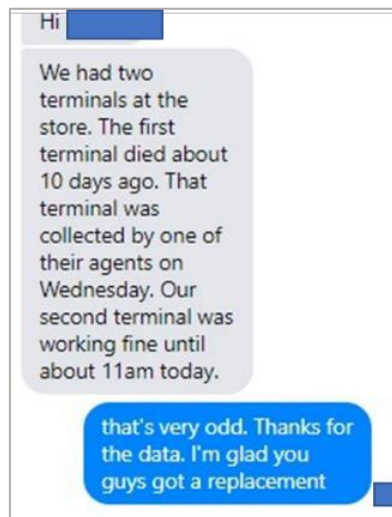 Hi
We had two
terminals at the
store. The first
terminal died about
10 days ago. That
terminal was
collected by one of
their agents on
Wednesday. Our
second terminal was
working fine until
about 11am today.
that's very odd. Thanks for
the data. I'm glad you
guys got a replacement